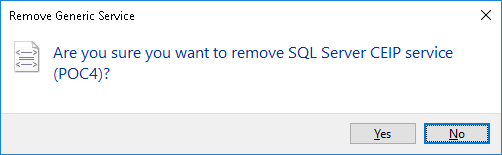 Remove Generic Service
Are you sure you want to remove SQL Server CEIP service
(POC4)?
Yes
No